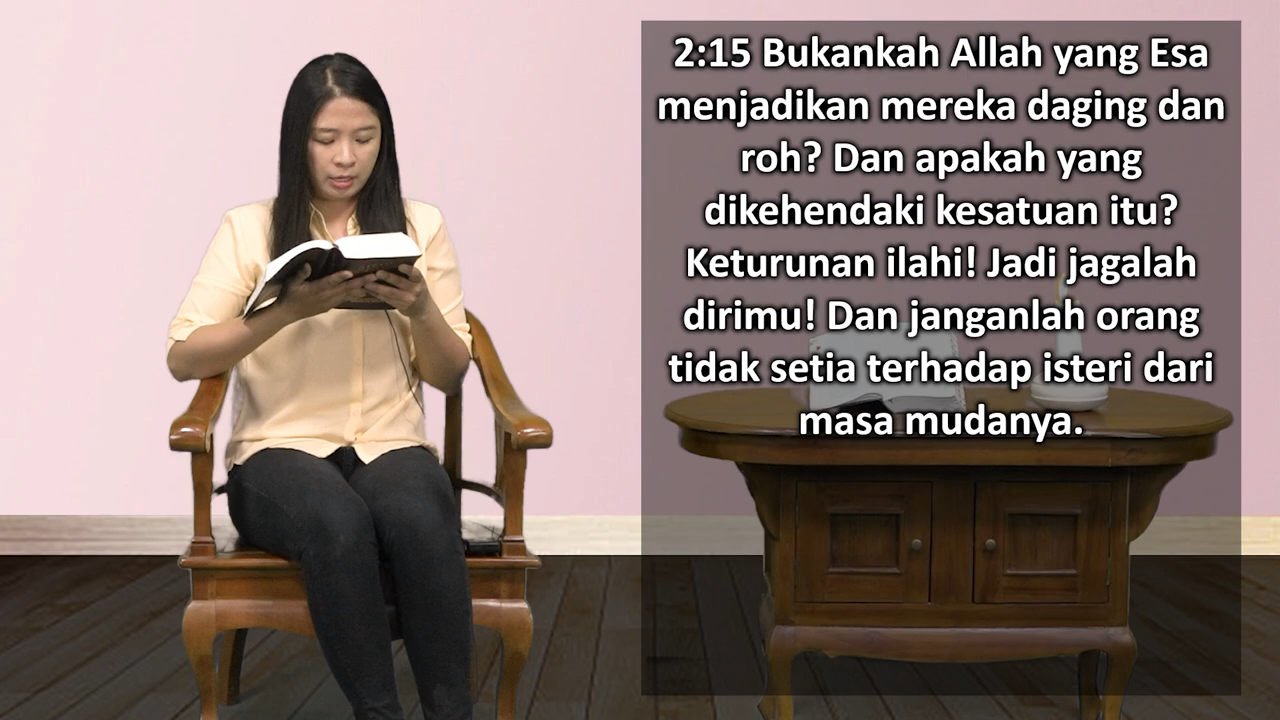 2:15 Bukankah Allah yang Esa
menjadikan mereka daging dan
roh? Dan apakah yang
dikehendaki kesatuan itu?
Keturunan ilahi! Jadi jagalah
dirimu! Dan janganlah orang
tidak setia terhadap isteri dari
masa mudanya.